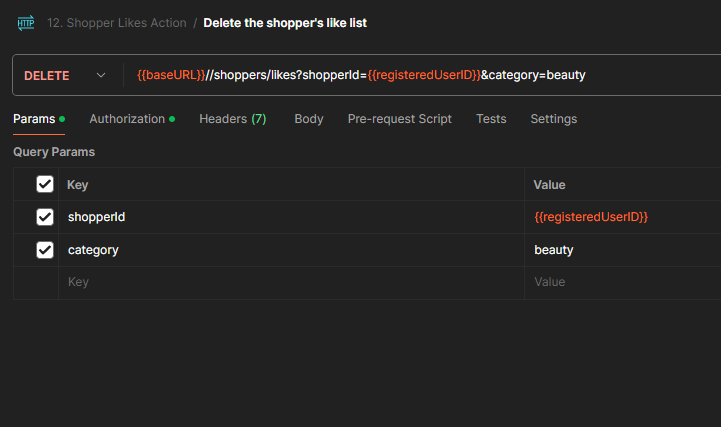 HTTP 12. Shopper Likes Action / Delete the shopper's like list
DELETE {{baseURL}}//shoppers/likes?shopperId={{registeredUserID}}&category=beauty
Params Authorization Headers (7) Body Pre-request Script Tests Settings
Query Params
Key Value
shopperId {{registeredUserID}}
category beauty
Key Value